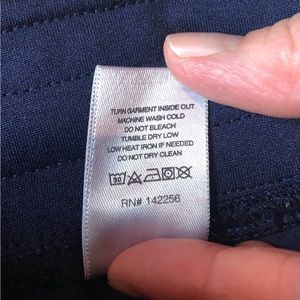 TURN GARMENT INSIDE OUT
MACHINE WASH COLD
DO NOT BLEACH
TUMBLE DRY LOW
LOW HEAT IRON IF NEEDED
DO NOT DRY CLEAN
30
RN# 142256